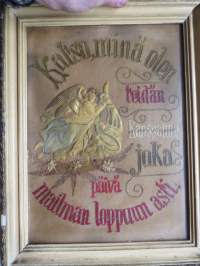 Katso, minä olen
teidän
kanssanne
joka
päivä
mailman loppuun asti.